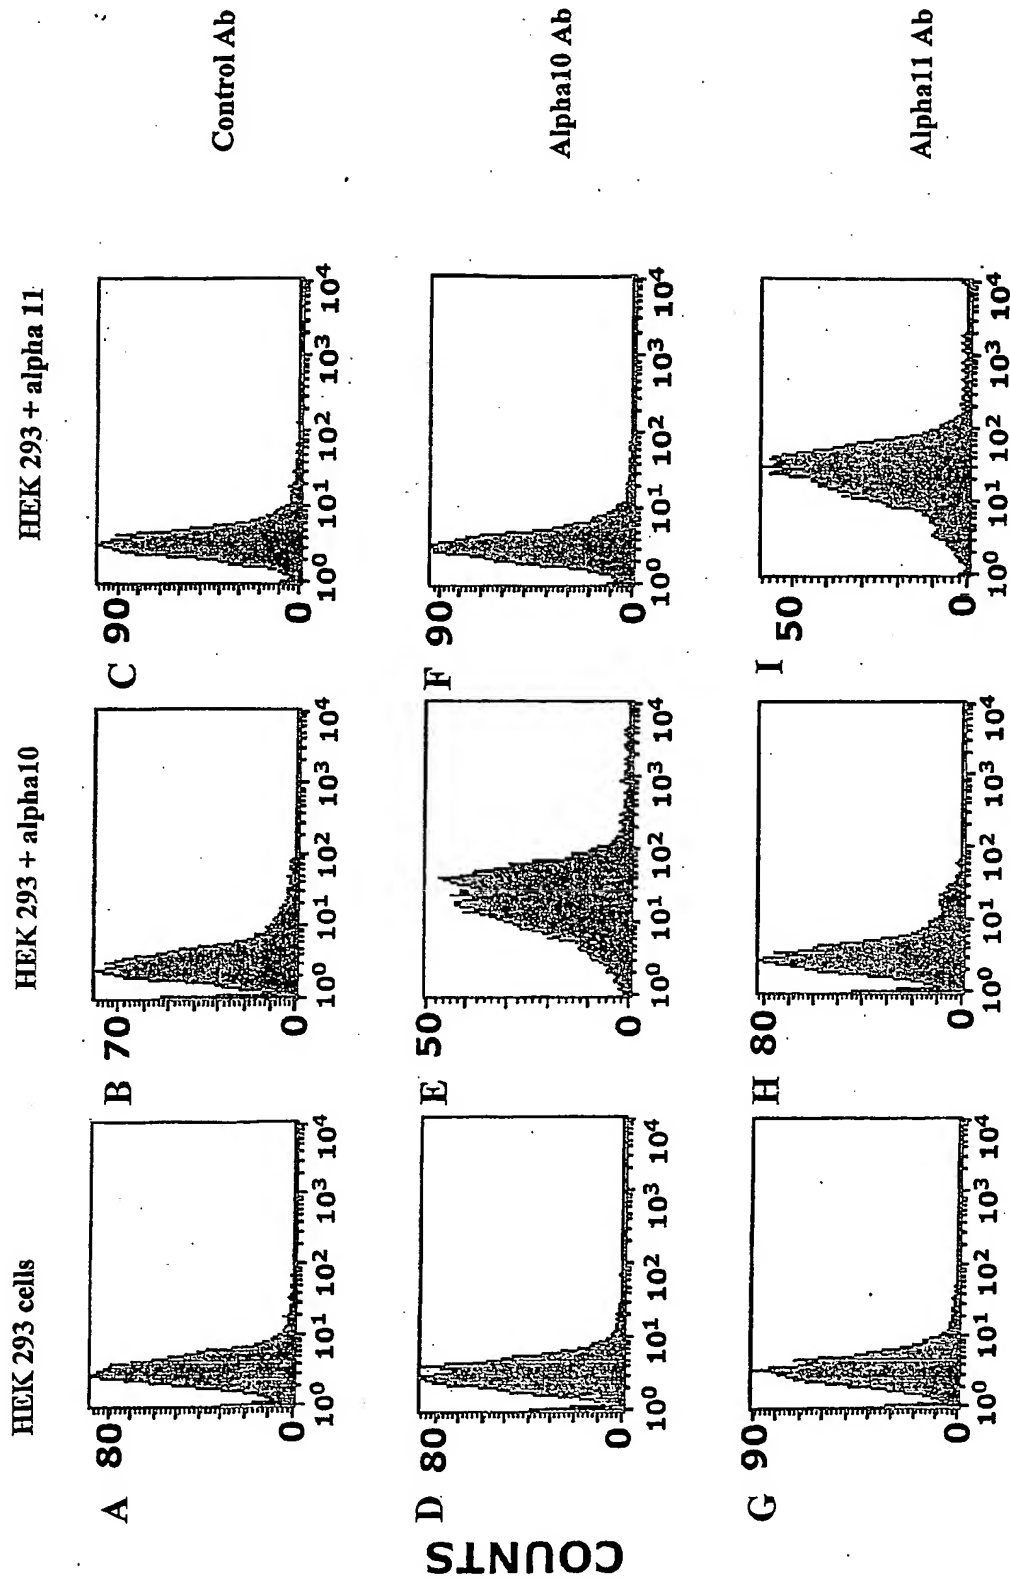 HEK 293 cells
HEK 293 + alpha10
HEK 293 + alpha 11
A
80
0
10⁰ 10¹ 10² 10³ 10⁴
B
70
0
10⁰ 10¹ 10² 10³ 10⁴
C
90
0
10⁰ 10¹ 10² 10³ 10⁴
Control Ab
D
80
0
10⁰ 10¹ 10² 10³ 10⁴
E
50
0
10⁰ 10¹ 10² 10³ 10⁴
F
90
0
10⁰ 10¹ 10² 10³ 10⁴
Alpha10 Ab
G
90
0
10⁰ 10¹ 10² 10³ 10⁴
H
80
0
10⁰ 10¹ 10² 10³ 10⁴
I
50
0
10⁰ 10¹ 10² 10³ 10⁴
Alpha11 Ab
COUNTS